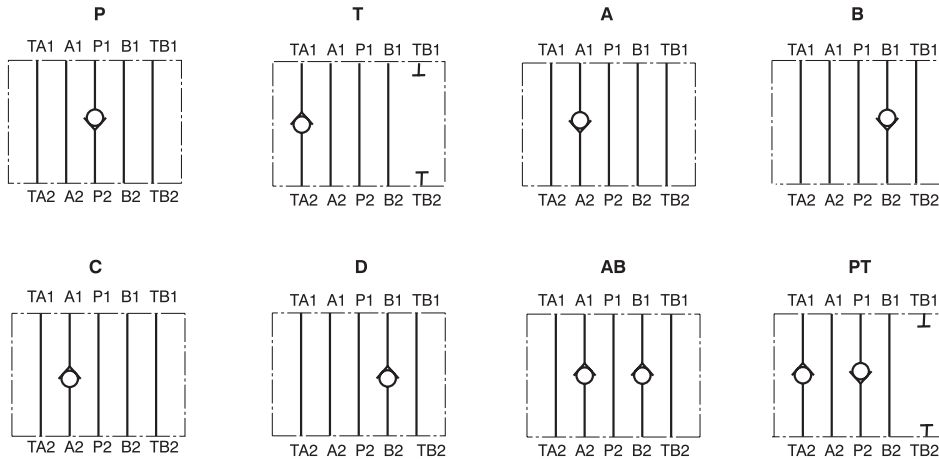 P T A B
TA1 A1 P1 B1 TB1 TA1 A1 P1 B1 TB1 TA1 A1 P1 B1 TB1 TA1 A1 P1 B1 TB1
TA2 A2 P2 B2 TB2 TA2 A2 P2 B2 TB2 TA2 A2 P2 B2 TB2 TA2 A2 P2 B2 TB2
C D AB PT
TA1 A1 P1 B1 TB1 TA1 A1 P1 B1 TB1 TA1 A1 P1 B1 TB1 TA1 A1 P1 B1 TB1
TA2 A2 P2 B2 TB2 TA2 A2 P2 B2 TB2 TA2 A2 P2 B2 TB2 TA2 A2 P2 B2 TB2